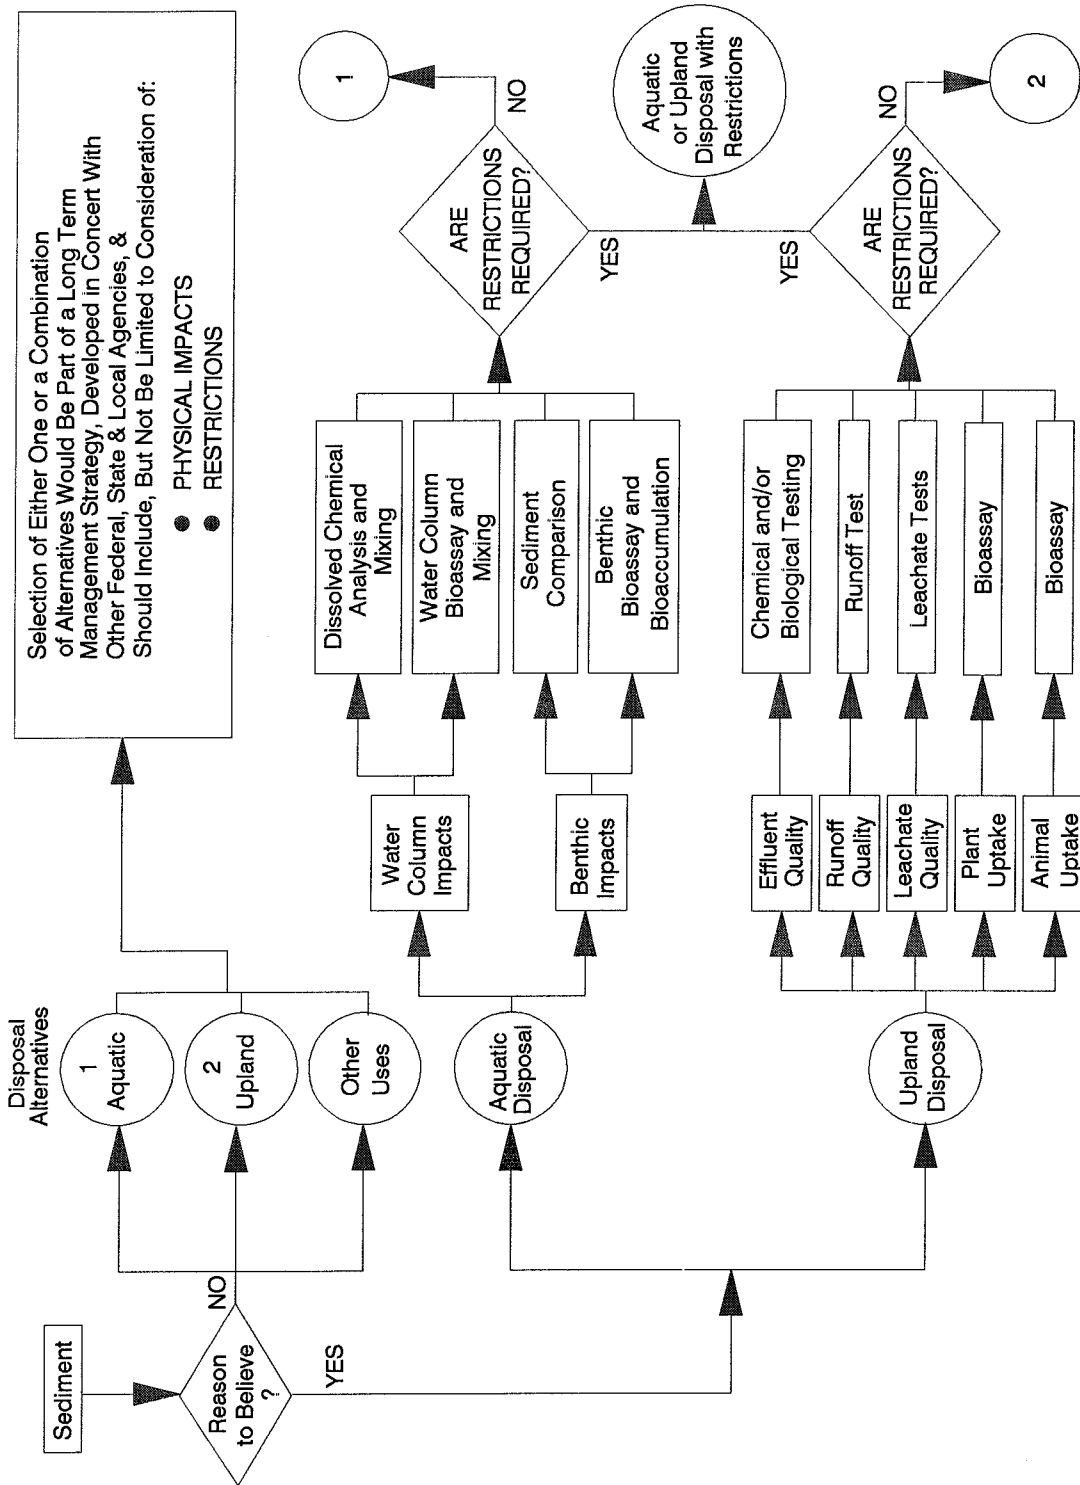 Sediment
Reason
to Believe
?
NO
YES
Disposal
Alternatives
1
Aquatic
2
Upland
Other
Uses
Selection of Either One or a Combination
of Alternatives Would Be Part of a Long Term
Management Strategy, Developed in Concert With
Other Federal, State & Local Agencies, &
Should Include, But Not Be Limited to Consideration of:
● PHYSICAL IMPACTS
● RESTRICTIONS
Aquatic
Disposal
Water
Column
Impacts
Benthic
Impacts
Dissolved Chemical
Analysis and
Mixing
Water Column
Bioassay and
Mixing
Sediment
Comparison
Benthic
Bioassay and
Bioaccumulation
ARE
RESTRICTIONS
REQUIRED?
NO
YES
1
Aquatic
or Upland
Disposal with
Restrictions
Upland
Disposal
Effluent
Quality
Runoff
Quality
Leachate
Quality
Plant
Uptake
Animal
Uptake
Chemical and/or
Biological Testing
Runoff Test
Leachate Tests
Bioassay
Bioassay
YES
ARE
RESTRICTIONS
REQUIRED?
NO
2